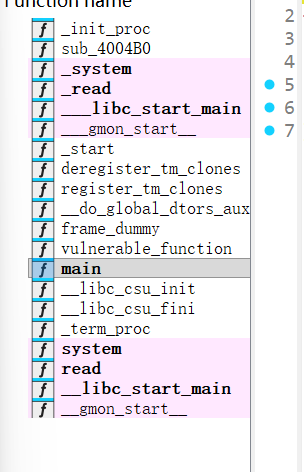 Function name
_init_proc
sub_4004B0
_system
_read
___libc_start_main
___gmon_start__
_start
deregister_tm_clones
register_tm_clones
__do_global_dtors_aux
frame_dummy
vulnerable_function
main
__libc_csu_init
__libc_csu_fini
_term_proc
system
read
__libc_start_main
__gmon_start__
2
3
4
5
6
7